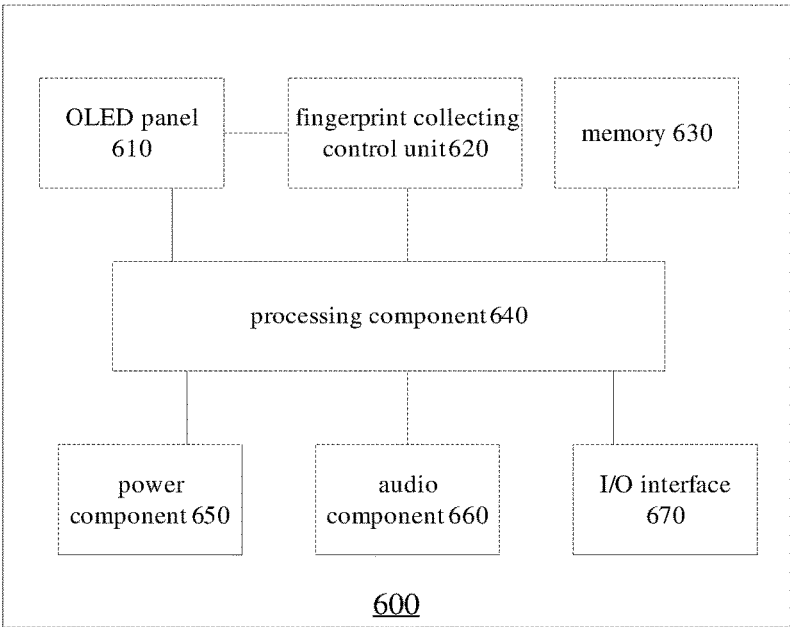 OLED panel
610
fingerprint collecting
control unit620
memory 630
processing component640
power
component 650
audio
component 660
I/O interface
670
600